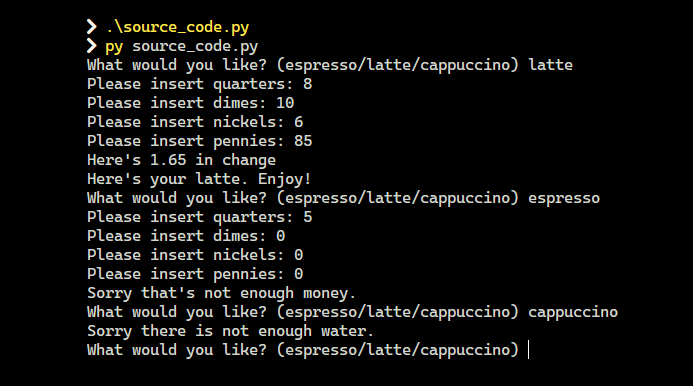 ❯ .\source_code.py
❯ py source_code.py
What would you like? (espresso/latte/cappuccino) latte
Please insert quarters: 8
Please insert dimes: 10
Please insert nickels: 6
Please insert pennies: 85
Here's 1.65 in change
Here's your latte. Enjoy!
What would you like? (espresso/latte/cappuccino) espresso
Please insert quarters: 5
Please insert dimes: 0
Please insert nickels: 0
Please insert pennies: 0
Sorry that's not enough money.
What would you like? (espresso/latte/cappuccino) cappuccino
Sorry there is not enough water.
What would you like? (espresso/latte/cappuccino)